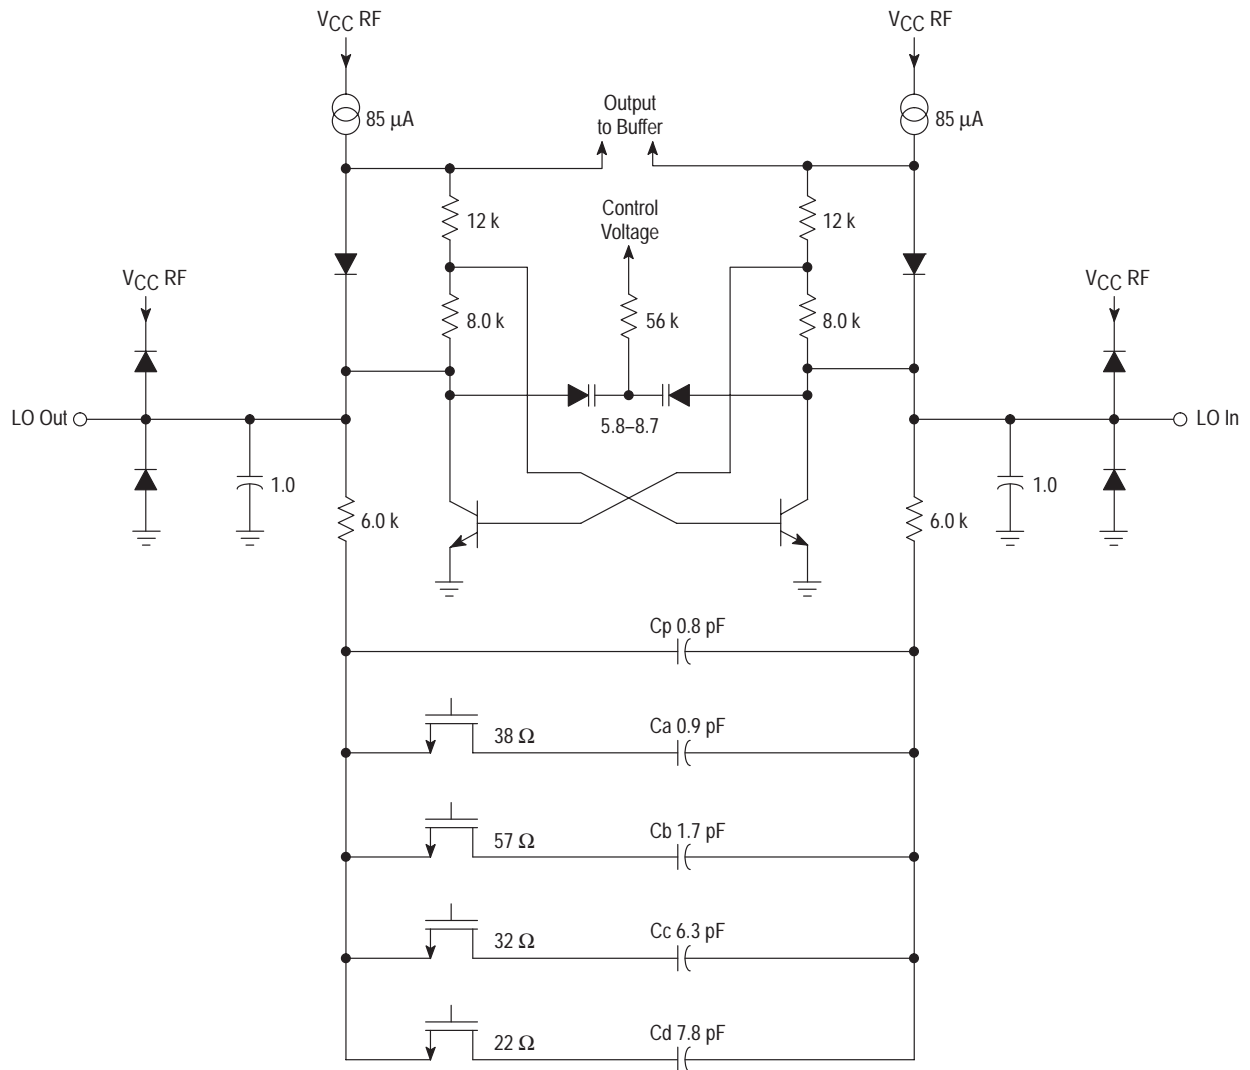 VCC RF
VCC RF
85 µA
Output
to Buffer
85 µA
12 k
Control
Voltage
12 k
VCC RF
VCC RF
8.0 k
56 k
8.0 k
LO Out
5.8–8.7
LO In
1.0
6.0 k
6.0 k
1.0
Cp 0.8 pF
38 Ω
Ca 0.9 pF
57 Ω
Cb 1.7 pF
32 Ω
Cc 6.3 pF
22 Ω
Cd 7.8 pF